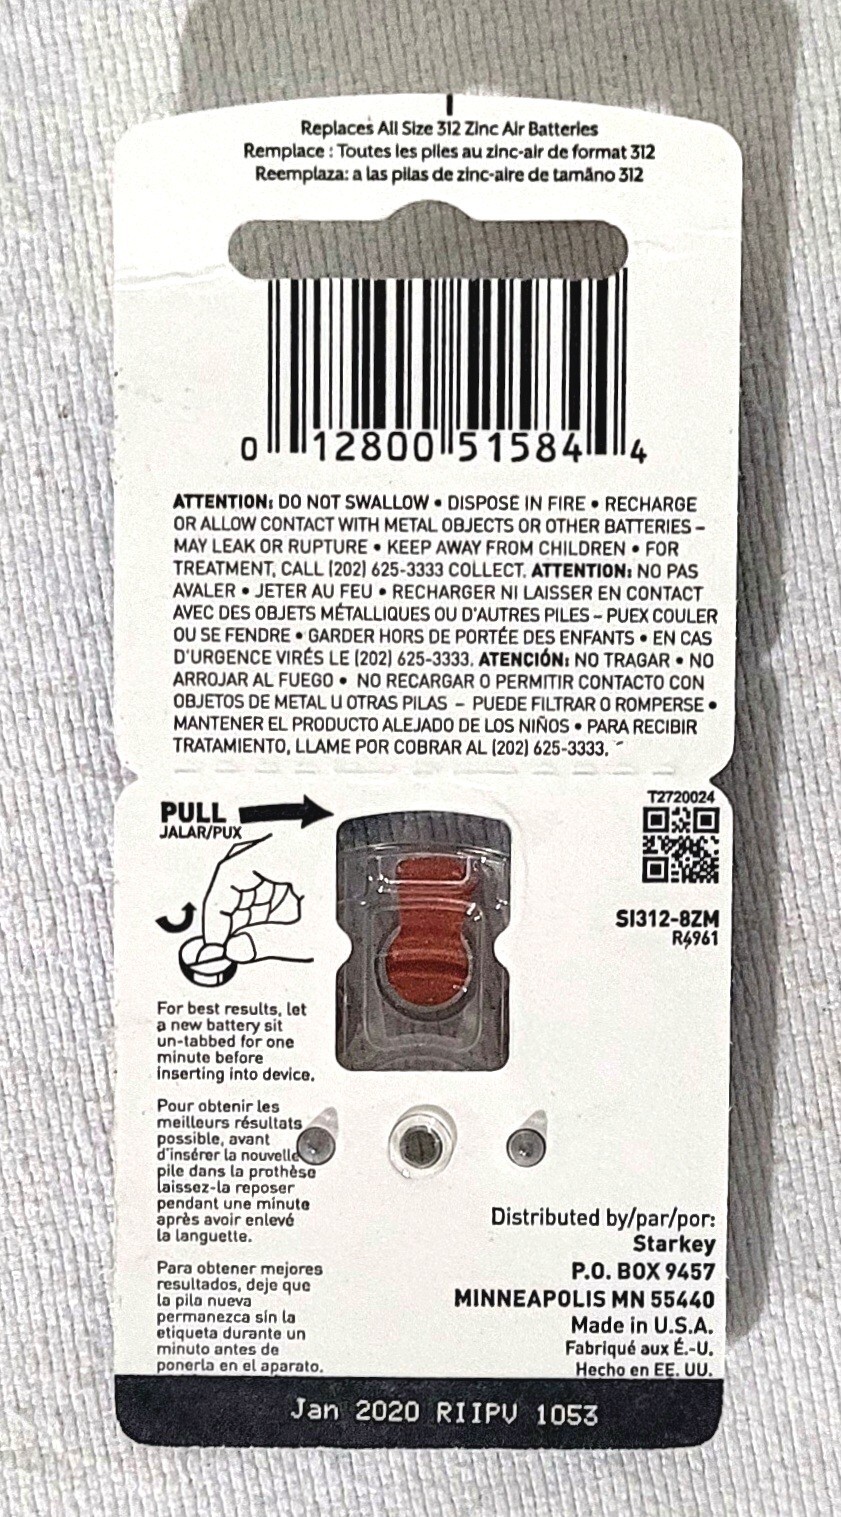 Replaces All Size 312 Zinc Air Batteries
Remplace : Toutes les piles au zinc-air de format 312
Reemplaza: a las pilas de zinc-aire de tamãno 312
0 12800 51584 4
ATTENTION: DO NOT SWALLOW • DISPOSE IN FIRE • RECHARGE
OR ALLOW CONTACT WITH METAL OBJECTS OR OTHER BATTERIES –
MAY LEAK OR RUPTURE • KEEP AWAY FROM CHILDREN • FOR
TREATMENT, CALL (202) 625-3333 COLLECT. ATTENTION: NO PAS
AVALER • JETER AU FEU • RECHARGER NI LAISSER EN CONTACT
AVEC DES OBJETS MÉTALLIQUES OU D'AUTRES PILES – PUEX COULER
OU SE FENDRE • GARDER HORS DE PORTÉE DES ENFANTS • EN CAS
D'URGENCE VIRÉS LE (202) 625-3333. ATENCIÓN: NO TRAGAR • NO
ARROJAR AL FUEGO • NO RECARGAR O PERMITIR CONTACTO CON
OBJETOS DE METAL U OTRAS PILAS – PUEDE FILTRAR O ROMPERSE •
MANTENER EL PRODUCTO ALEJADO DE LOS NIÑOS • PARA RECIBIR
TRATAMIENTO, LLAME POR COBRAR AL (202) 625-3333.
PULL
JALAR/PUX
T2720024
SI312-8ZM
R4961
For best results, let
a new battery sit
un-tabbed for one
minute before
inserting into device.
Pour obtenir les
meilleurs résultats
possible, avant
d'insérer la nouvelle
pile dans la prothèse
laissez-la reposer
pendant une minute
après avoir enlevé
la languette.
Para obtener mejores
resultados, deje que
la pila nueva
permanezca sin la
etiqueta durante un
minuto antes de
ponerla en el aparato.
Distributed by/par/por:
Starkey
P.O. BOX 9457
MINNEAPOLIS MN 55440
Made in U.S.A.
Fabriqué aux É.-U.
Hecho en EE. UU.
Jan 2020 RIIPV 1053